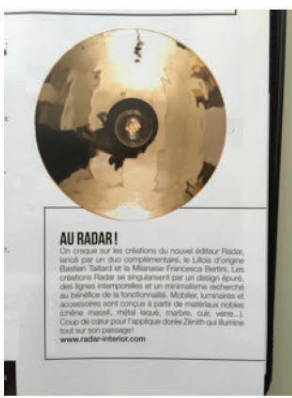 AU RADAR !
On craque sur les créations du nouvel éditeur Radar,
lancé par un duo complémentaire, le Lillois d'origine
Bastien Taillard et la Milanaise Francesca Bertini. Les
créations Radar se singularisent par un design épuré,
des lignes intemporelles et un minimalisme recherché
au bénéfice de la fonctionnalité. Mobilier, luminaires et
accessoires sont conçus à partir de matériaux nobles
(chêne massif, métal laqué, marbre, cuir, verre...).
Coup de cœur pour l'applique dorée Zénith qui illumine
tout sur son passage !
www.radar-interior.com